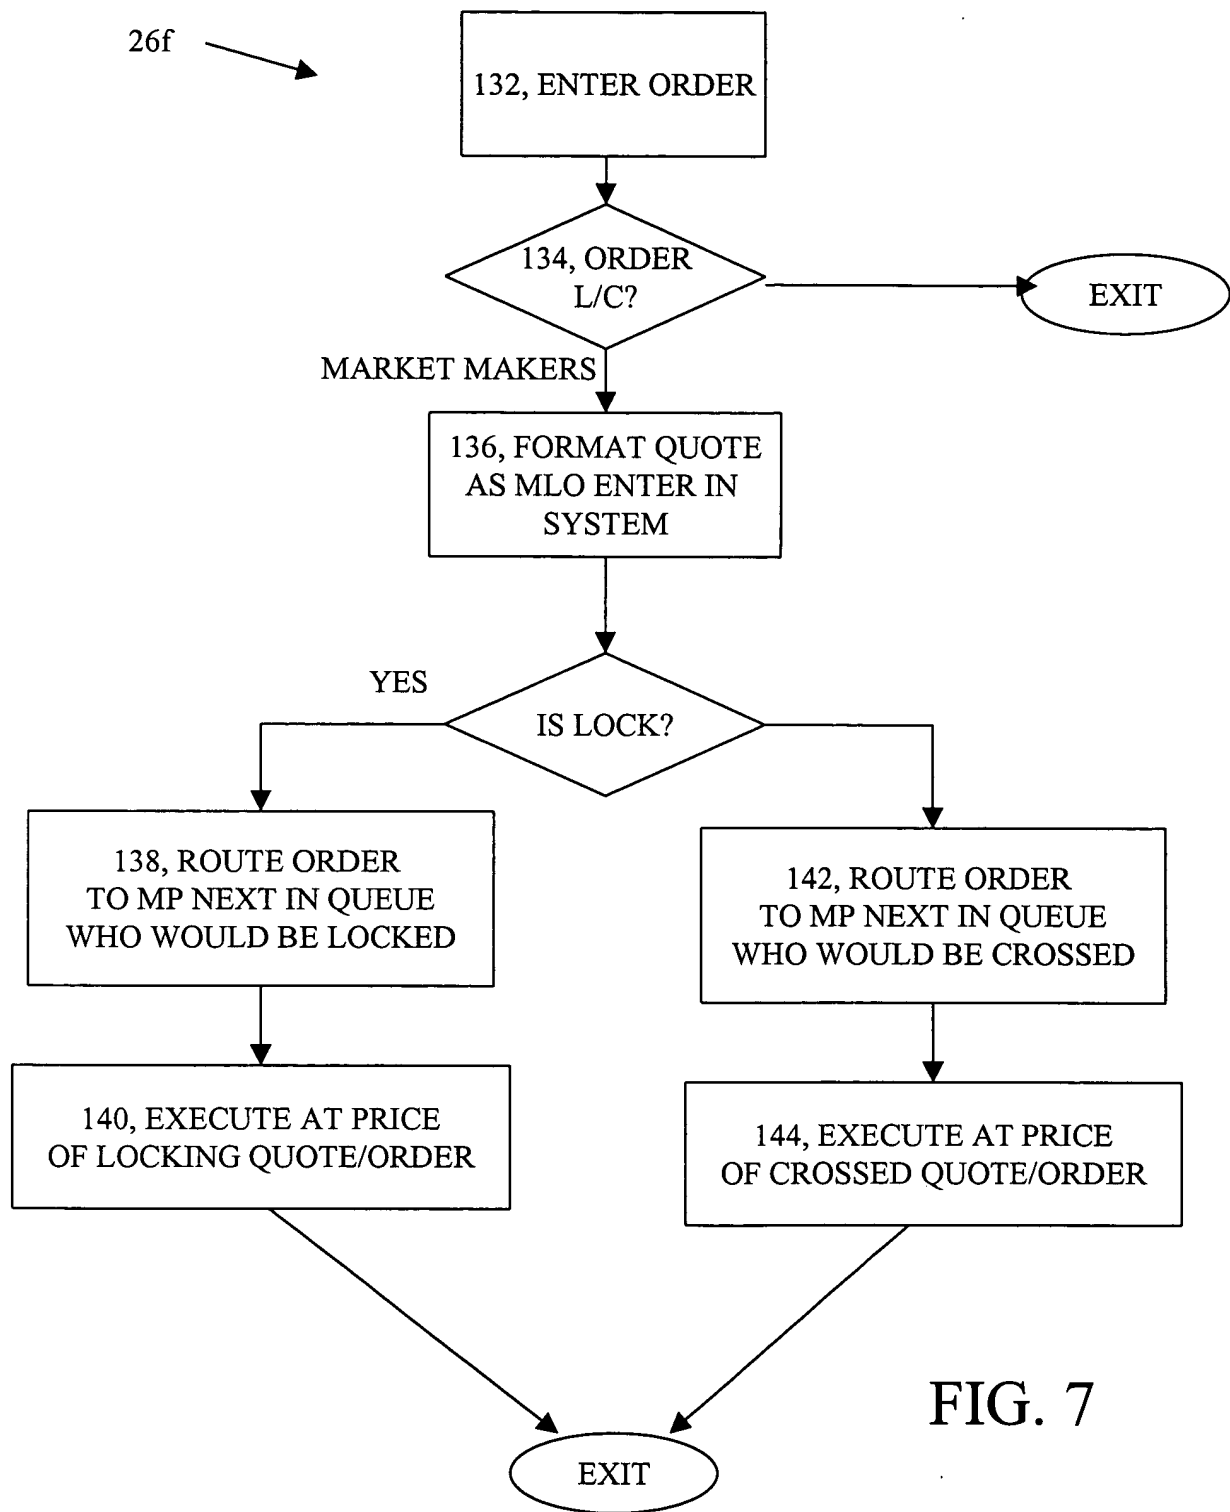 26f
132, ENTER ORDER
134, ORDER
L/C?
EXIT
MARKET MAKERS
136, FORMAT QUOTE
AS MLO ENTER IN
SYSTEM
YES
IS LOCK?
138, ROUTE ORDER
TO MP NEXT IN QUEUE
WHO WOULD BE LOCKED
142, ROUTE ORDER
TO MP NEXT IN QUEUE
WHO WOULD BE CROSSED
140, EXECUTE AT PRICE
OF LOCKING QUOTE/ORDER
144, EXECUTE AT PRICE
OF CROSSED QUOTE/ORDER
FIG. 7
EXIT